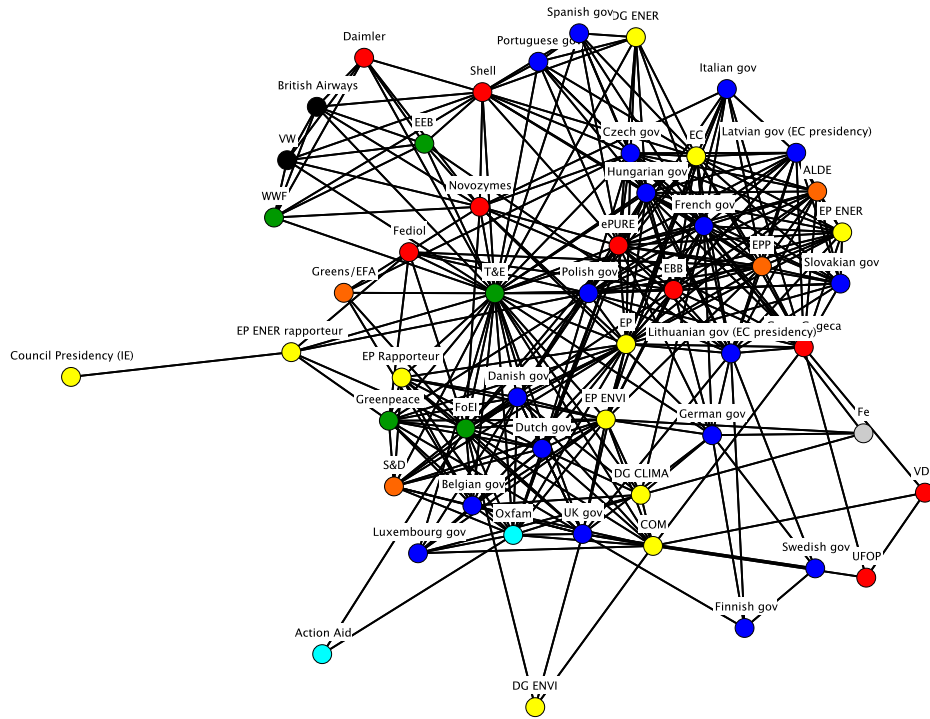 Spanish gov
DG ENER
Daimler
Portuguese gov
Shell
Italian gov
British Airways
EEB
Czech gov
EC
Latvian gov (EC presidency)
VW
Hungarian gov
ALDE
WWF
Novozymes
French gov
EP ENER
Fediol
ePURE
EPP
Greens/EFA
T&E
Polish gov
EBB
Slovakian gov
EP ENER rapporteur
EP
Lithuanian gov (EC presidency)
geca
Council Presidency (IE)
EP Rapporteur
Danish gov
Greenpeace
FoEI
EP ENVI
German gov
Fe
Dutch gov
S&D
DG CLIMA
VD
Belgian gov
Oxfam
UK gov
COM
Luxembourg gov
Swedish gov
UFOP
Finnish gov
Action Aid
DG ENVI